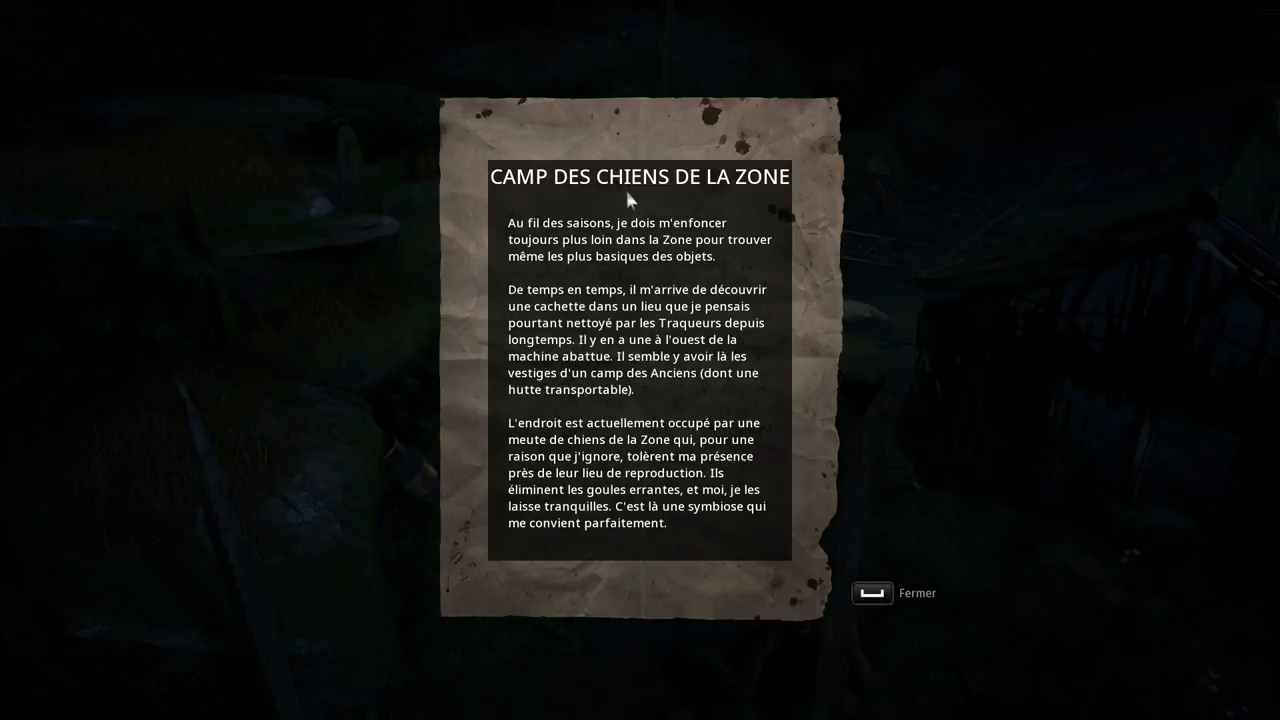 CAMP DES CHIENS DE LA ZONE
Au fil des saisons, je dois m'enfoncer
toujours plus loin dans la Zone pour trouver
même les plus basiques des objets.
De temps en temps, il m'arrive de découvrir
une cachette dans un lieu que je pensais
pourtant nettoyé par les Traqueurs depuis
longtemps. Il y en a une à l'ouest de la
machine abattue. Il semble y avoir là les
vestiges d'un camp des Anciens (dont une
hutte transportable).
L'endroit est actuellement occupé par une
meute de chiens de la Zone qui, pour une
raison que j'ignore, tolèrent ma présence
près de leur lieu de reproduction. Ils
éliminent les goules errantes, et moi, je les
laisse tranquilles. C'est là une symbiose qui
me convient parfaitement.
Fermer